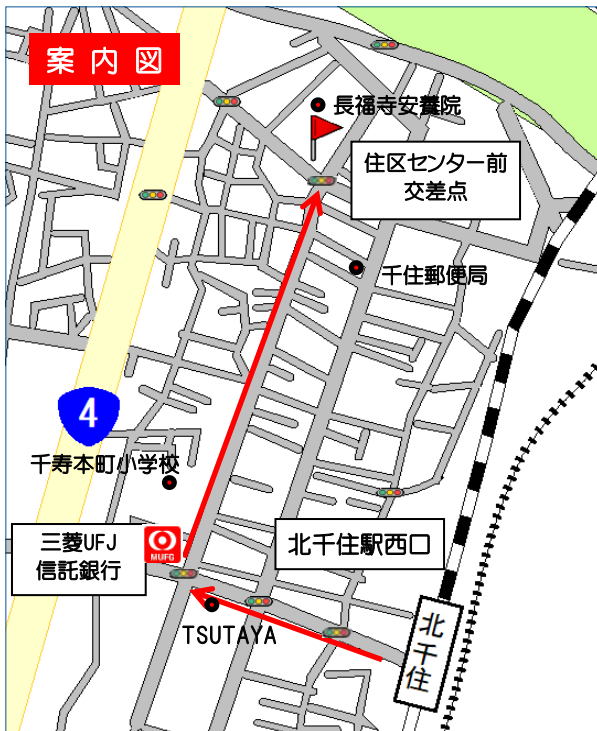 案内図
長福寺安養院
住区センター前
交差点
千住郵便局
4
千寿本町小学校
三菱UFJ
信託銀行
MUFG
北千住駅西口
TSUTAYA
北千住